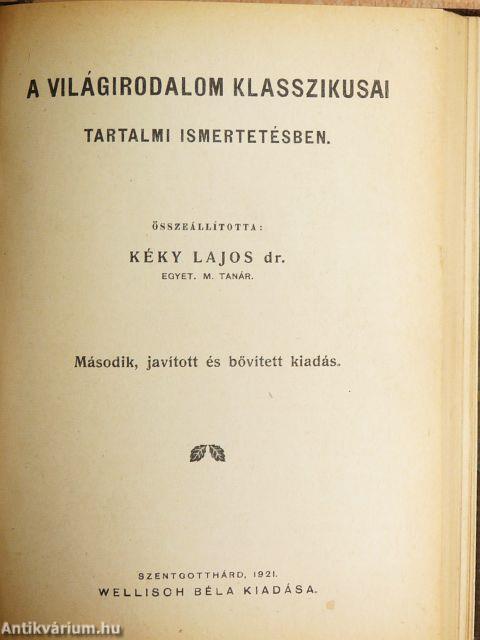 A VILÁGIRODALOM KLASSZIKUSAI
TARTALMI ISMERTETÉSBEN.
ÖSSZEÁLLÍTOTTA:
KÉKY LAJOS dr.
EGYET. M. TANÁR.
Második, javított és bővített kiadás.
SZENTGOTTHÁRD, 1921.
WELLISCH BÉLA KIADÁSA.
Antikvárium.hu